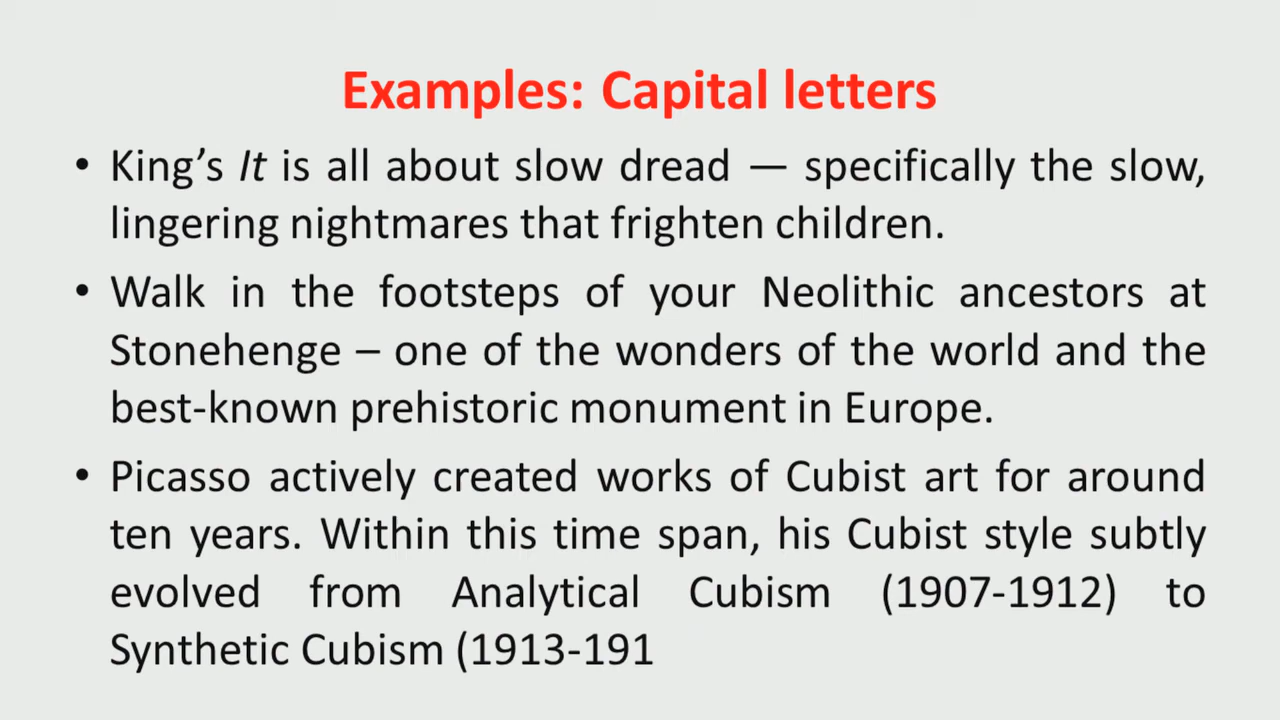 Examples: Capital letters
• King's It is all about slow dread — specifically the slow,
lingering nightmares that frighten children.
• Walk in the footsteps of your Neolithic ancestors at
Stonehenge – one of the wonders of the world and the
best-known prehistoric monument in Europe.
• Picasso actively created works of Cubist art for around
ten years. Within this time span, his Cubist style subtly
evolved from Analytical Cubism (1907-1912) to
Synthetic Cubism (1913-191